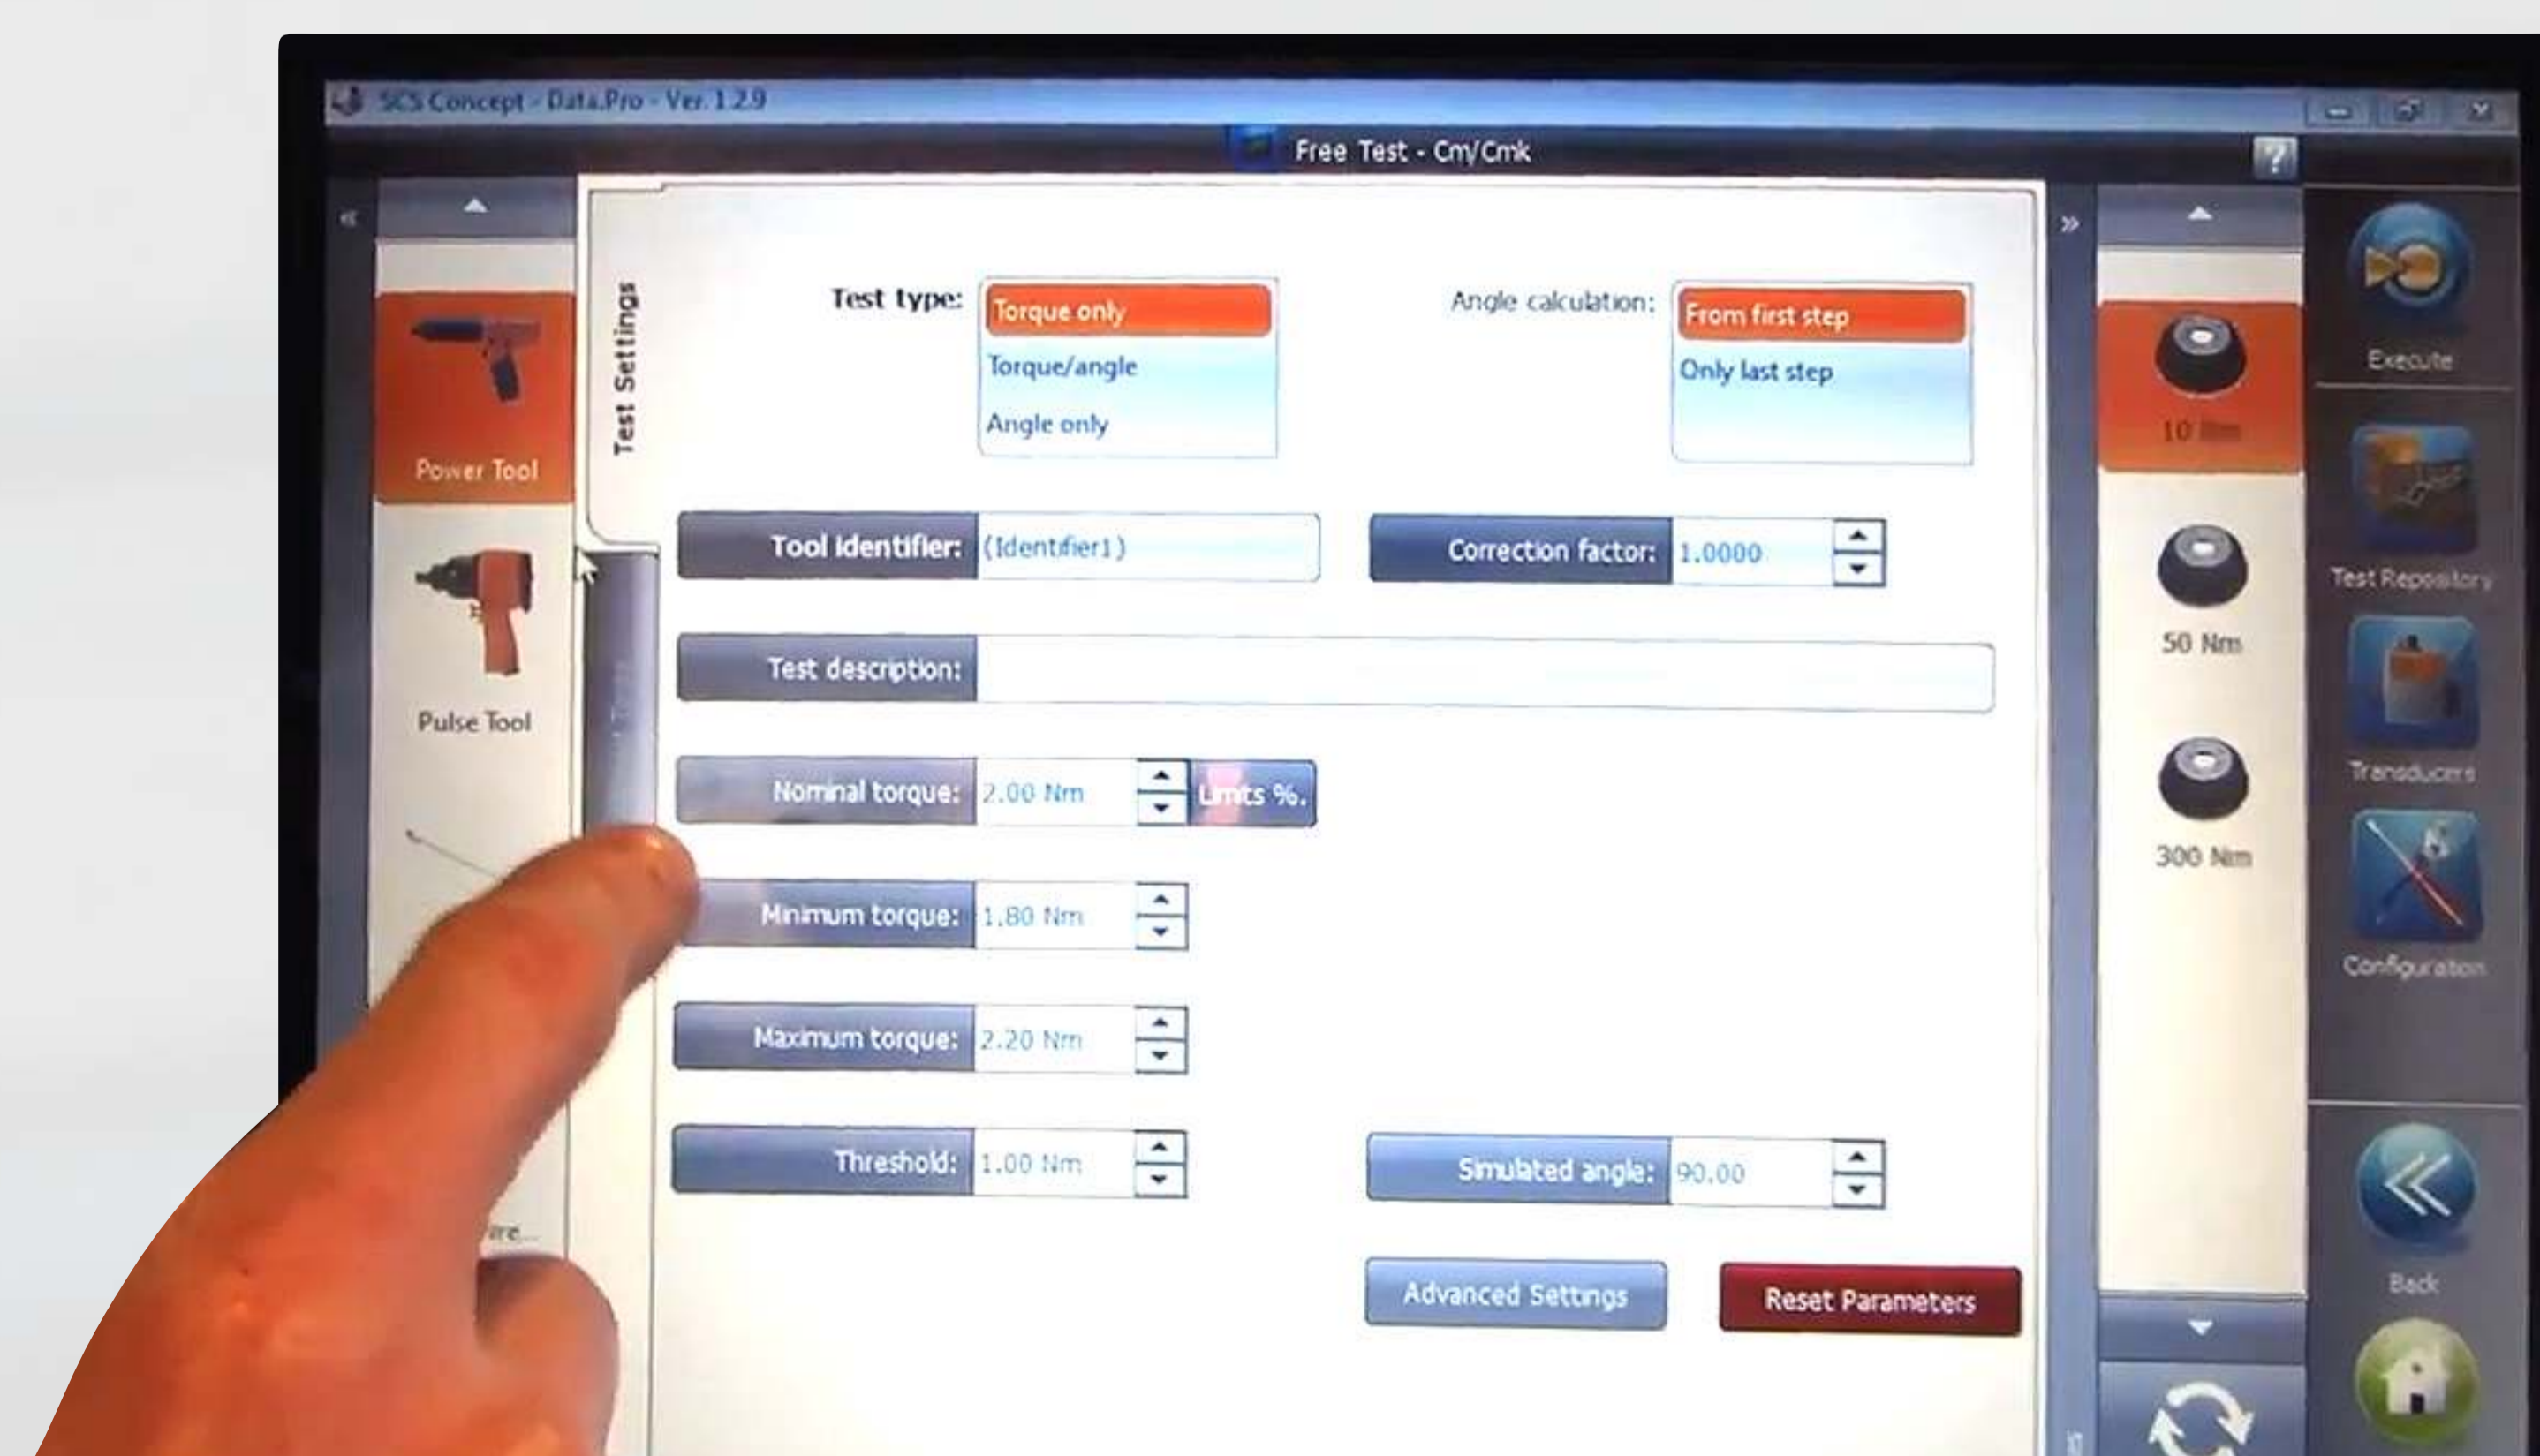 SCS Concept - Data.Pro - Ver. 1.2.9
Free Test - Cm/Cmk
?
Test Settings
Power Tool
Pulse Tool
Test type:
Torque only
Torque/angle
Angle only
Angle calculation:
From first step
Only last step
Tool identifier: (Identifier1)
Correction factor: 1.0000
Test description:
Nominal torque: 2.00 Nm Limits %.
Minimum torque: 1.80 Nm
Maximum torque: 2.20 Nm
Threshold: 1.00 Nm
Simulated angle: 90.00
Advanced Settings
Reset Parameters
10 Nm
50 Nm
300 Nm
Execute
Test Repository
Transducers
Configuration
Back